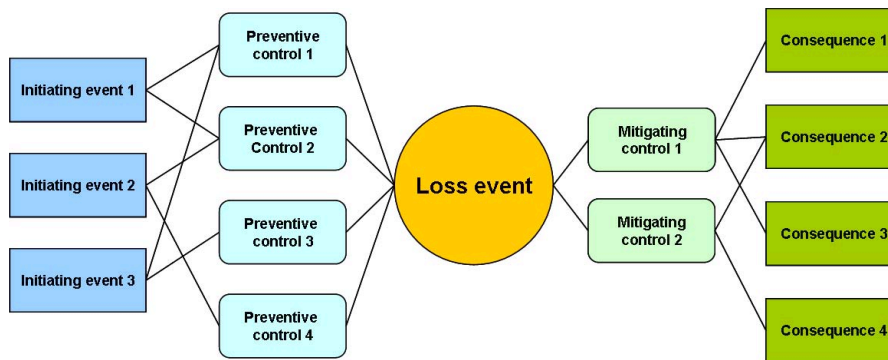 Initiating event 1
Initiating event 2
Initiating event 3
Preventive
control 1
Preventive
Control 2
Preventive
control 3
Preventive
control 4
Loss event
Mitigating
control 1
Mitigating
control 2
Consequence 1
Consequence 2
Consequence 3
Consequence 4